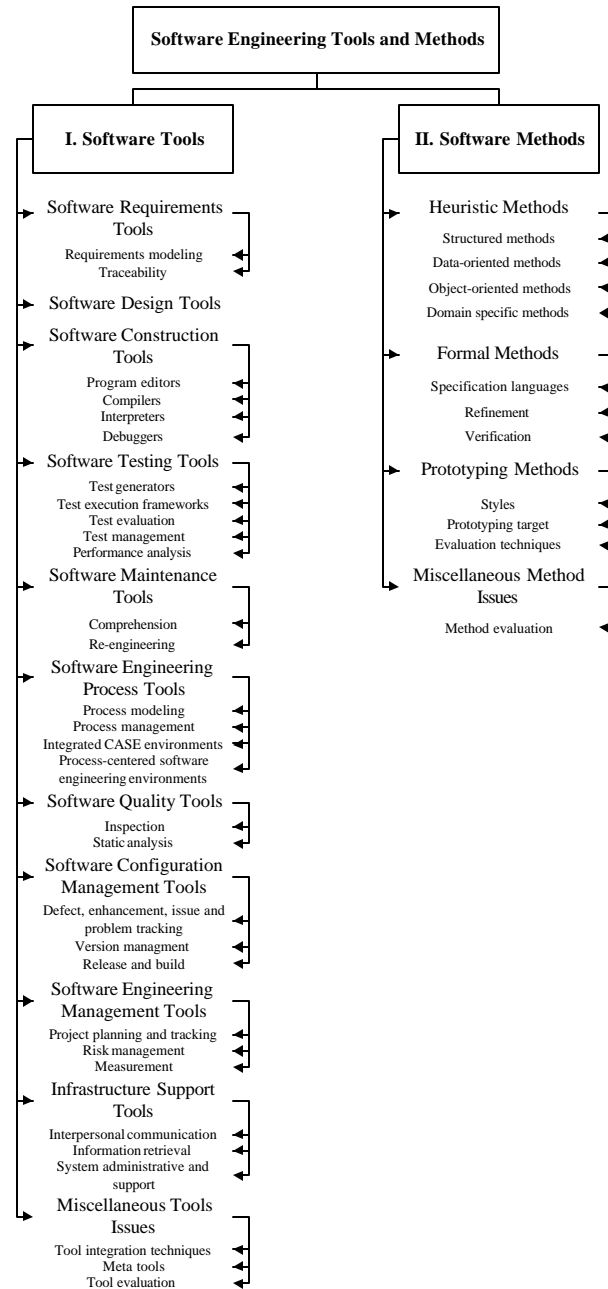 Software Engineering Tools and Methods
I. Software Tools
Software Requirements
Tools
Requirements modeling
Traceability
Software Design Tools
Software Construction
Tools
Program editors
Compilers
Interpreters
Debuggers
Software Testing Tools
Test generators
Test execution frameworks
Test evaluation
Test management
Performance analysis
Software Maintenance
Tools
Comprehension
Re-engineering
Software Engineering
Process Tools
Process modeling
Process management
Integrated CASE environments
Process-centered software
engineering environments
Software Quality Tools
Inspection
Static analysis
Software Configuration
Management Tools
Defect, enhancement, issue and
problem tracking
Version managment
Release and build
Software Engineering
Management Tools
Project planning and tracking
Risk management
Measurement
Infrastructure Support
Tools
Interpersonal communication
Information retrieval
System administrative and
support
Miscellaneous Tools
Issues
Tool integration techniques
Meta tools
Tool evaluation
II. Software Methods
Heuristic Methods
Structured methods
Data-oriented methods
Object-oriented methods
Domain specific methods
Formal Methods
Specification languages
Refinement
Verification
Prototyping Methods
Styles
Prototyping target
Evaluation techniques
Miscellaneous Method
Issues
Method evaluation